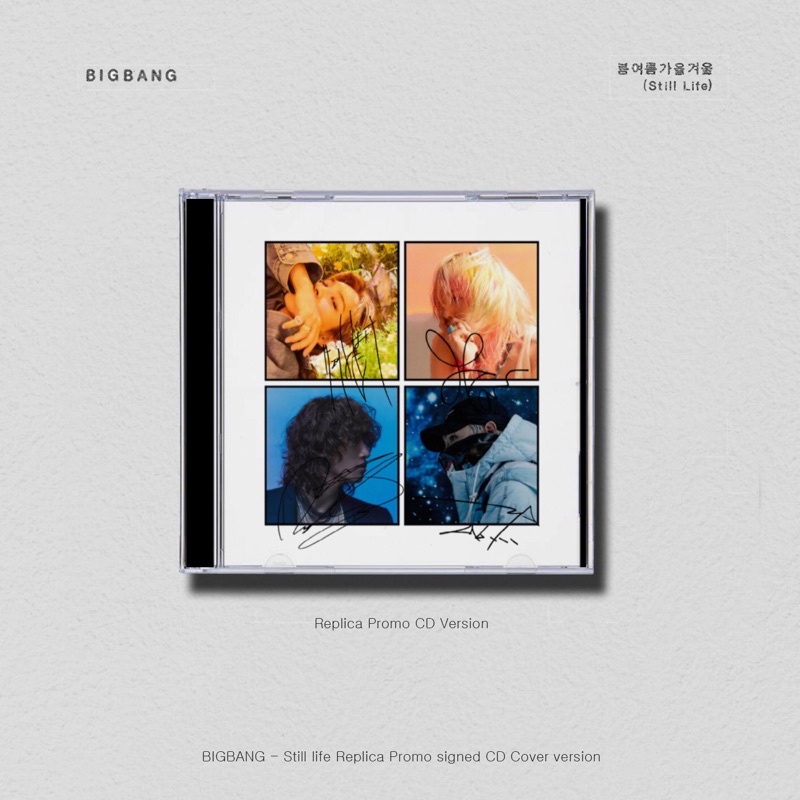 BIGBANG
봄여름가을겨울
(Still Life)
Replica Promo CD Version
BIGBANG - Still life Replica Promo signed CD Cover version